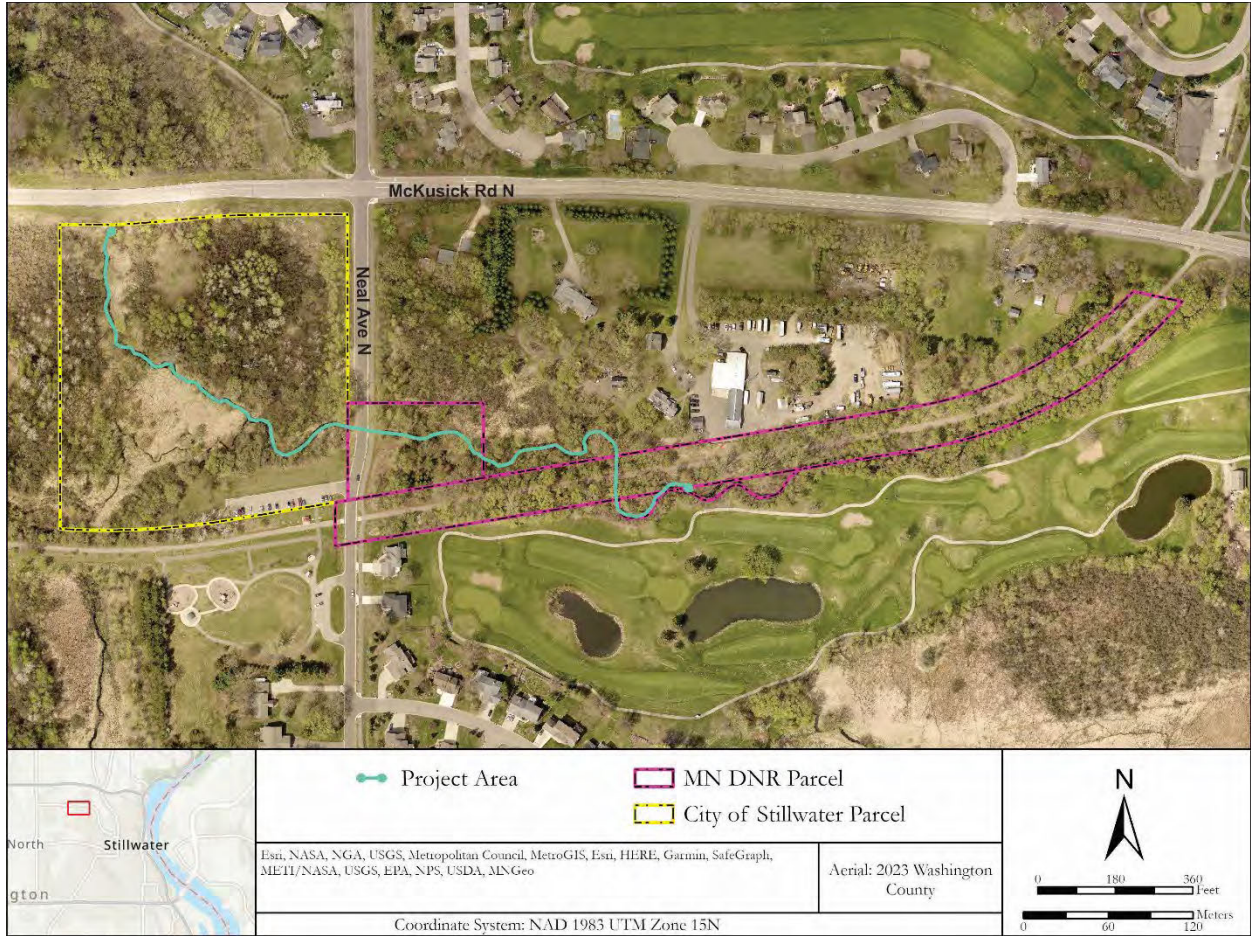 McKusick Rd N
Neal Ave N
Project Area
MN DNR Parcel
City of Stillwater Parcel
North
Stillwater
gton
Esri, NASA, NGA, USGS, Metropolitan Council, MetroGIS, Esri, HERE, Garmin, SafeGraph,
METI/NASA, USGS, EPA, NPS, USDA, MNGeo
Aerial: 2023 Washington
County
Coordinate System: NAD 1983 UTM Zone 15N
N
0 180 360
Feet
Meters
0 60 120